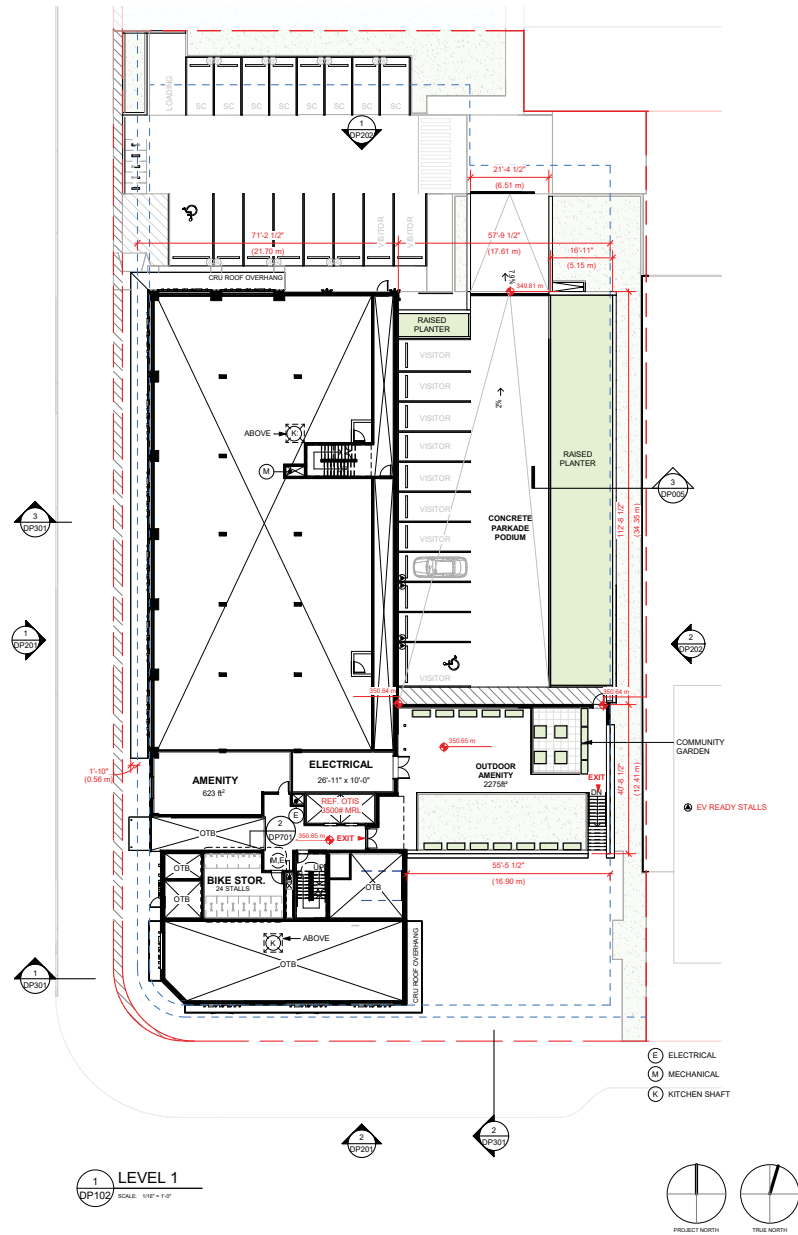 LOADING
SC
SC
SC
SC
SC
SC
SC
SC
1
DP202
21'-4 1/2"
(6.51 m)
71'-2 1/2"
(21.70 m)
VISITOR
VISITOR
57'-9 1/2"
(17.61 m)
16'-11"
(5.15 m)
CRU ROOF OVERHANG
7.9%
349.81 m
RAISED
PLANTER
VISITOR
VISITOR
VISITOR
VISITOR
VISITOR
VISITOR
VISITOR
2%
ABOVE
K
M
RAISED
PLANTER
3
DP005
3
DP301
CONCRETE
PARKADE
PODIUM
112'-8 1/2"
(34.35 m)
1
DP201
2
DP202
VISITOR
350.64 m
350.64 m
1'-10"
(0.56 m)
AMENITY
623 ft²
ELECTRICAL
26'-11" x 10'-0"
350.65 m
OUTDOOR
AMENITY
2275ft²
COMMUNITY
GARDEN
EXIT
DN
40'-8 1/2"
(12.41 m)
REF. OTIS
3500# MRL
E
2
DP701
350.65 m
EXIT
EV READY STALLS
OTB
M,E
UP
OTB
BIKE STOR.
24 STALLS
OTB
OTB
55'-5 1/2"
(16.90 m)
K
ABOVE
OTB
CRU ROOF OVERHANG
1
DP301
E ELECTRICAL
M MECHANICAL
K KITCHEN SHAFT
2
DP201
2
DP301
1
DP102
LEVEL 1
SCALE: 1/16" = 1'-0"
PROJECT NORTH
TRUE NORTH